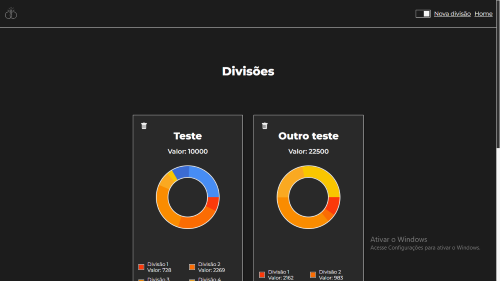 Nova divisão Home
Divisões
Teste
Valor: 10000
Divisão 1
Valor: 728
Divisão 2
Valor: 2269
Divisão 3
Divisão 4
Outro teste
Valor: 22500
Divisão 1
Valor: 2162
Divisão 2
Valor: 983
Ativar o Windows
Acesse Configurações para ativar o Windows.